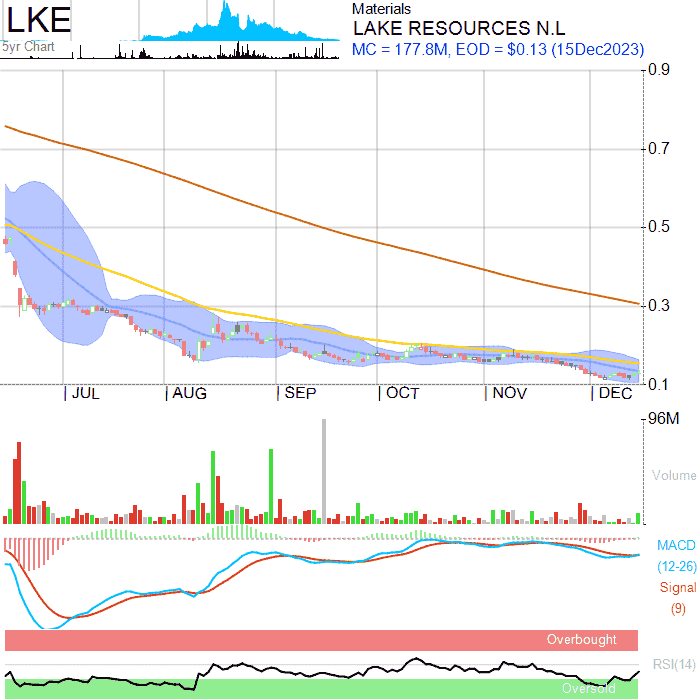 LKE
5yr Chart
Materials
LAKE RESOURCES N.L
MC = 177.8M, EOD = $0.13 (15Dec2023)
0.9
0.7
0.5
0.3
0.1
JUL AUG SEP OCT NOV DEC
96M
Volume
MACD
(12-26)
Signal
(9)
Overbought
RSI(14)
Oversold